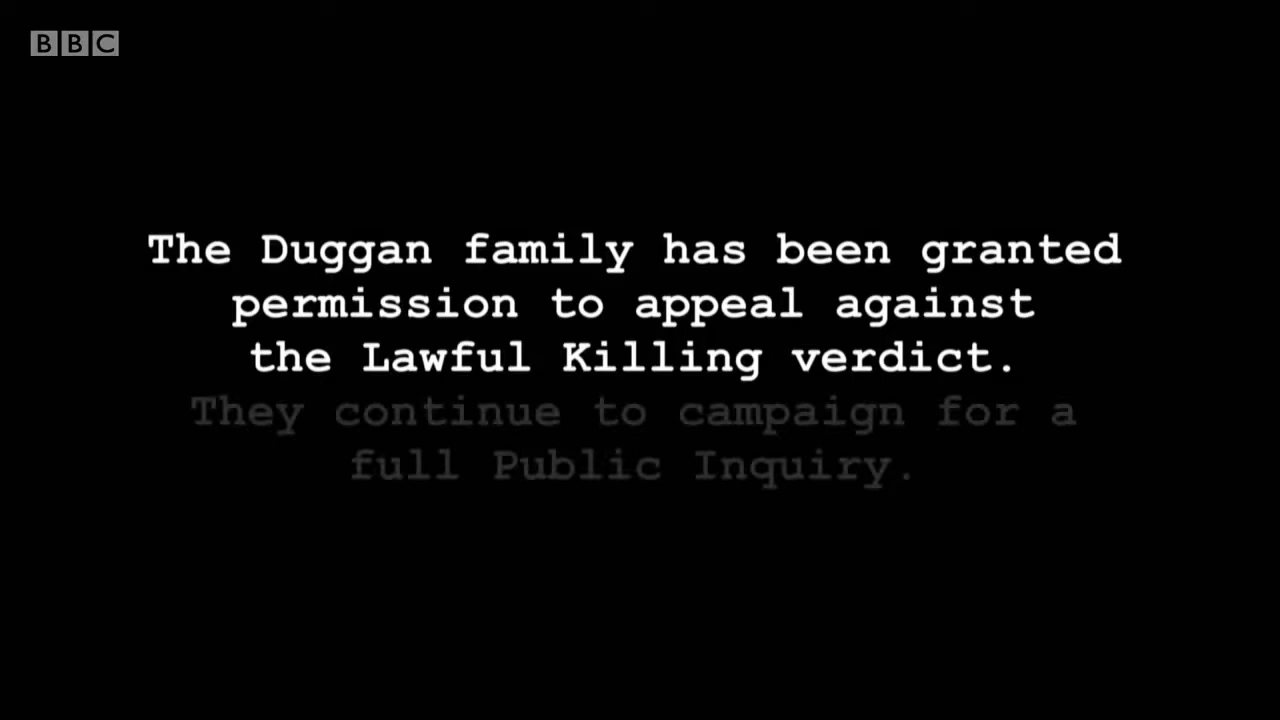 BBC
The Duggan family has been granted
permission to appeal against
the Lawful Killing verdict.
They continue to campaign for a
full Public Inquiry.